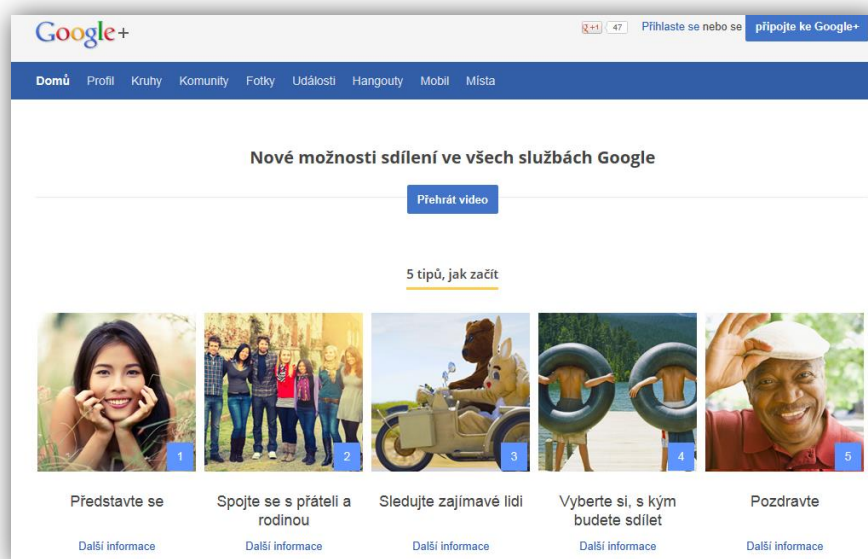 Google+
g+1 47 Přihlaste se nebo se připojte ke Google+
Domů Profil Kruhy Komunity Fotky Události Hangouty Mobil Místa
Nové možnosti sdílení ve všech službách Google
Přehrát video
5 tipů, jak začít
1 2 3 4 5
Představte se
Spojte se s přáteli a
rodinou
Sledujte zajímavé lidi
Vyberte si, s kým
budete sdílet
Pozdravte
Další informace Další informace Další informace Další informace Další informace